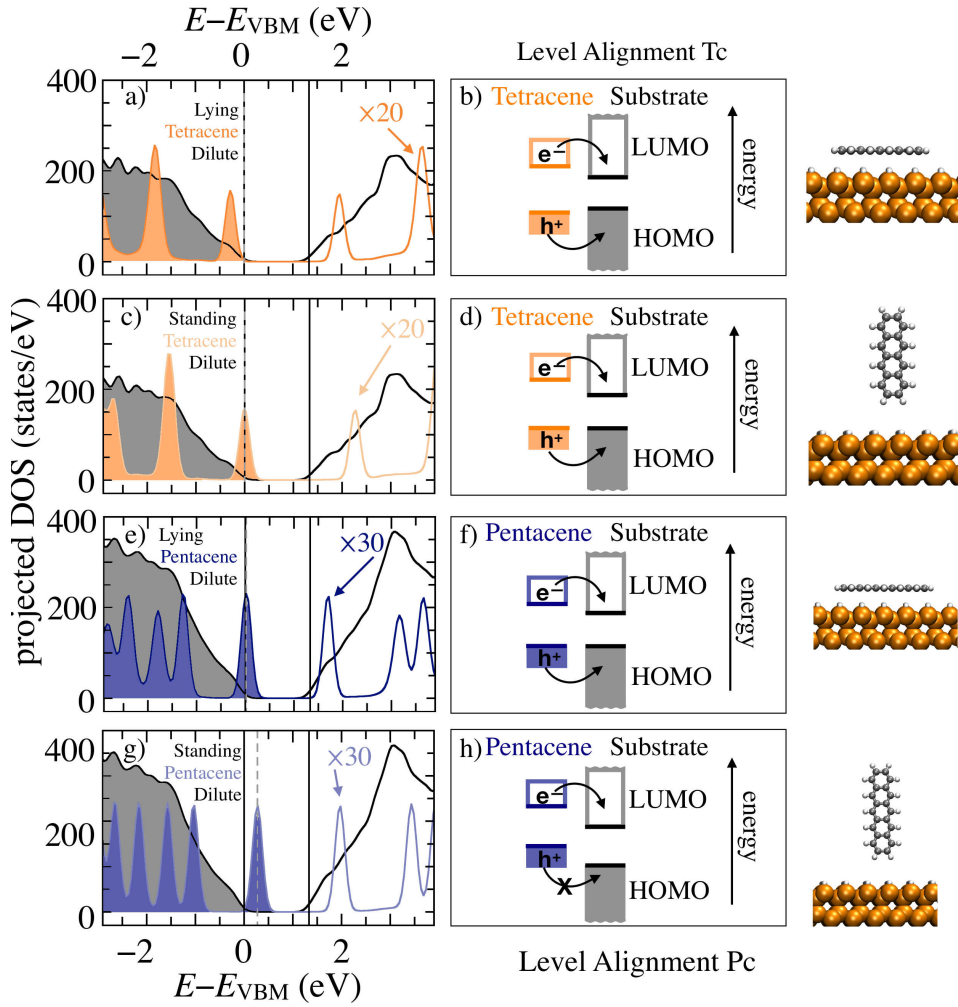 E−E_VBM (eV)
−2 0 2
Level Alignment Tc
projected DOS (states/eV)
400
200
0
a) Lying
Tetracene
Dilute
×20
b) Tetracene Substrate
e− LUMO
h+ HOMO
energy
400
200
0
c) Standing
Tetracene
Dilute
×20
d) Tetracene Substrate
e− LUMO
h+ HOMO
energy
400
200
0
e) Lying
Pentacene
Dilute
×30
f) Pentacene Substrate
e− LUMO
h+ HOMO
energy
400
200
0
g) Standing
Pentacene
Dilute
×30
h) Pentacene Substrate
e− LUMO
h+
X HOMO
energy
−2 0 2
E−E_VBM (eV)
Level Alignment Pc